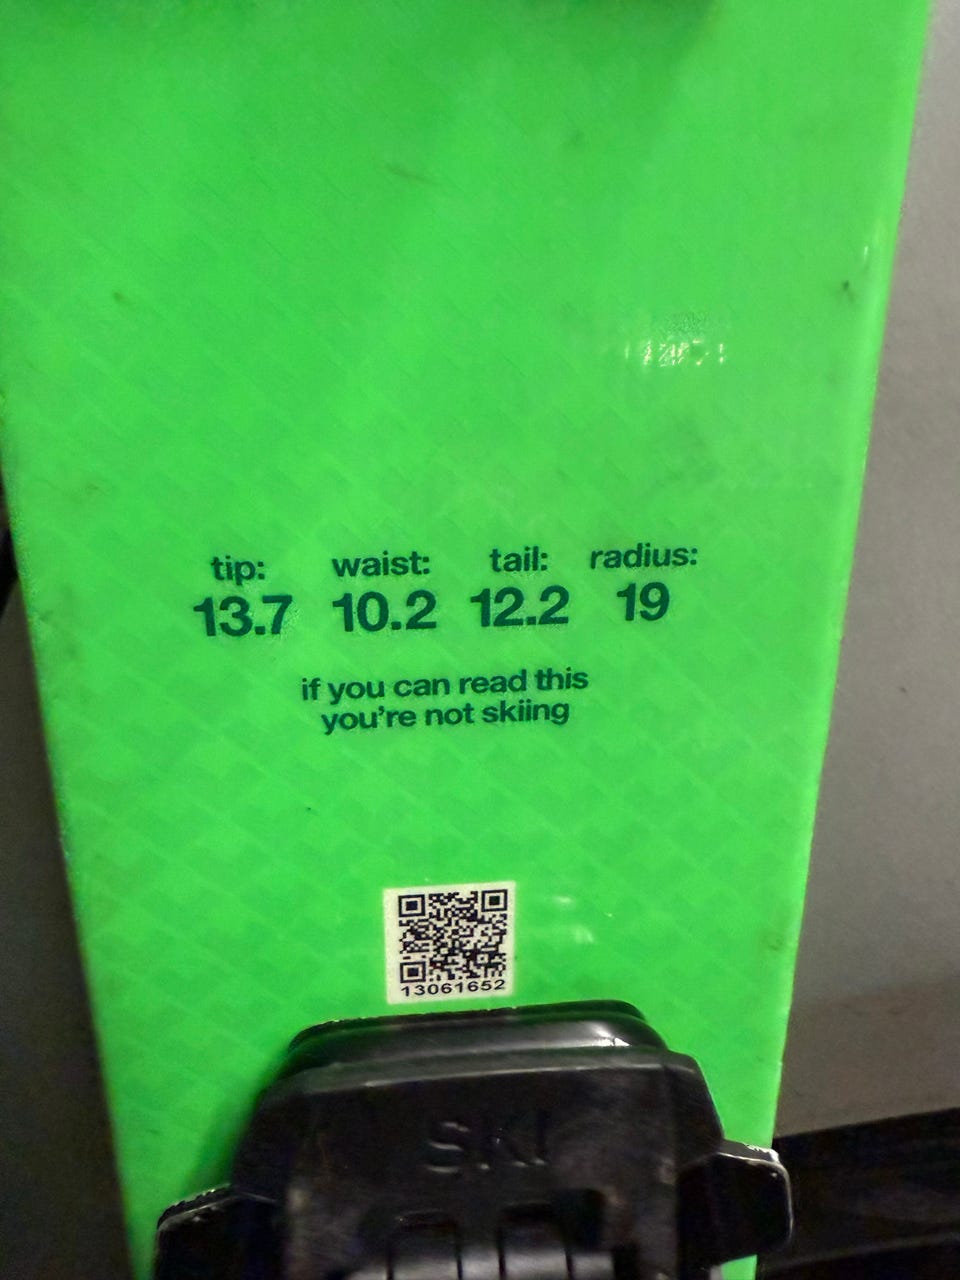 tip: waist: tail: radius:
13.7 10.2 12.2 19
if you can read this
you're not skiing
13061652
SKI